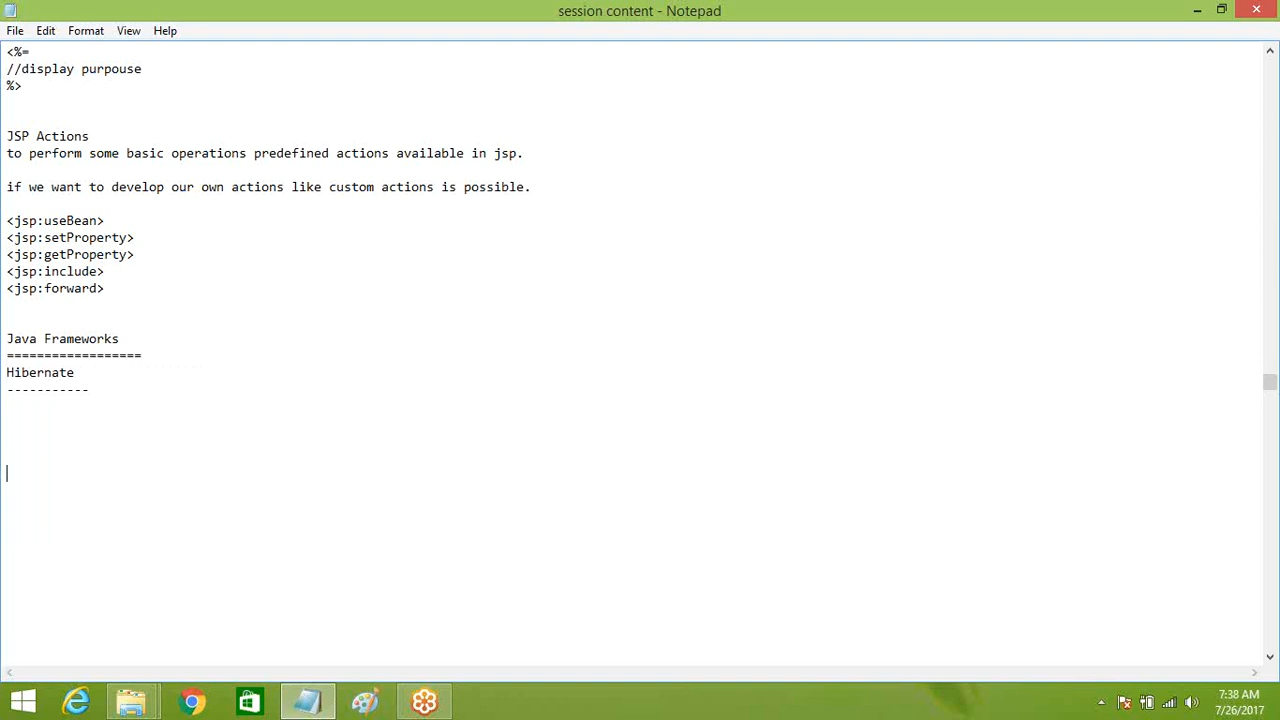 session content - Notepad
File Edit Format View Help
<%=
//display purpouse
%>
JSP Actions
to perform some basic operations predefined actions available in jsp.
if we want to develop our own actions like custom actions is possible.
<jsp:useBean>
<jsp:setProperty>
<jsp:getProperty>
<jsp:include>
<jsp:forward>
Java Frameworks
==================
Hibernate
-----------
7:38 AM
7/26/2017